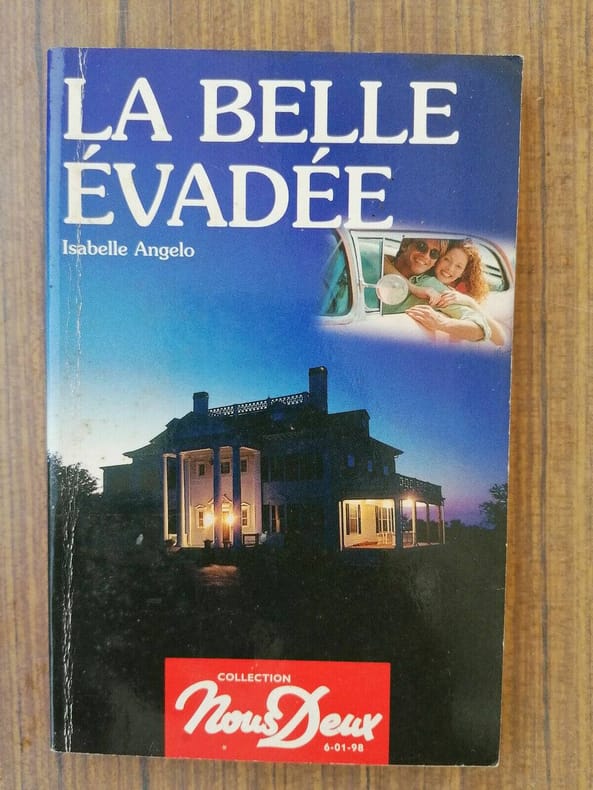 LA BELLE
ÉVADÉE
Isabelle Angelo
COLLECTION
Nous Deux
6-01-98